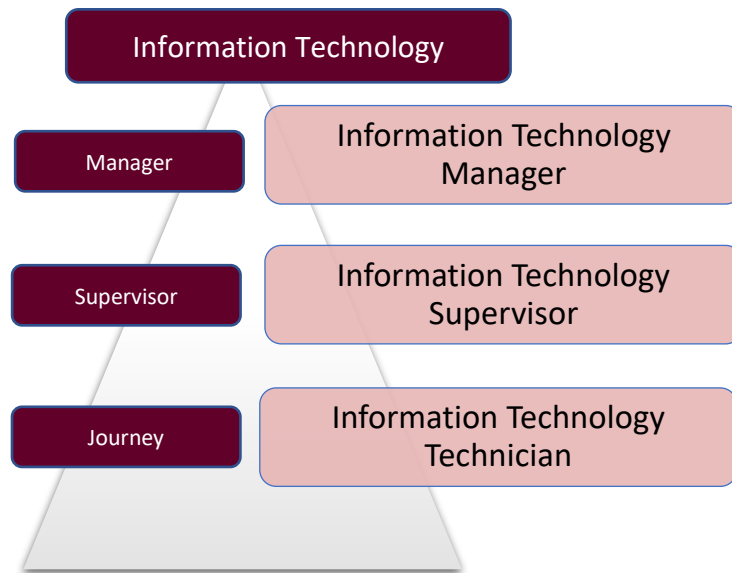 Information Technology
Manager
Information Technology
Manager
Supervisor
Information Technology
Supervisor
Journey
Information Technology
Technician